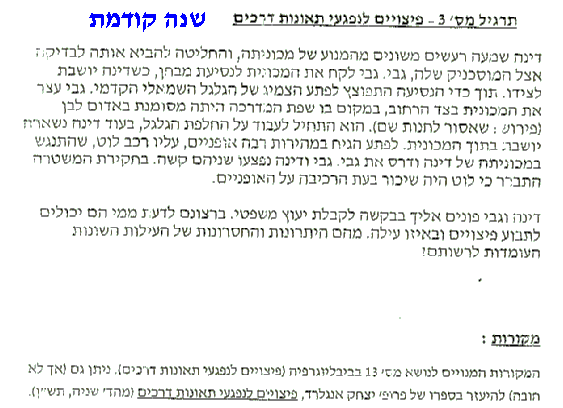 תרגיל מס' 3 - פיצויים לנפגעי תאונות דרכים
שנה קודמת
דינה שמעה רעשים משונים מהמנוע של מכוניתה, והחליטה להביא אותה לבדיקה
אצל המוסכניק שלה, גבי. גבי לקח את המכונית לנסיעת מבחן, כשדינה יושבת
לצידו. תוך כדי הנסיעה התפוצץ לפתע הצמיג של הגלגל השמאלי הקדמי. גבי עצר
את המכונית בצד הרחוב, במקום בו שפת המדרכה היתה מסומנת באדום לבן
(פירוש: שאסור לחנות שם). הוא התחיל לעבוד על החלפת הגלגל, בעוד דינה נשארה
יושבת בתוך המכונית. לפתע הגיח במהירות רבה אופניים, עליו רכב לוט, שהתנגש
במכוניתה של דינה ודרס את גבי. גבי ודינה נפצעו שניהם קשה. בחקירת המשטרה
התברר כי לוט היה שיכור בעת הרכיבה על האופניים.
דינה וגבי פונים אליך בבקשה לקבלת יעוץ משפטי. ברצונם לדעת ממי הם יכולים
לתבוע פיצויים ובאיזו עילה. מהם היתרונות והחסרונות של העילות השונות
העומדות לרשותם!
מקורות:
המקורות המנויים לנושא מס' 13 בביבליוגרפיה (פיצויים לנפגעי תאונות דרכים). ניתן גם (אך לא
חובה) להיעזר בספרו של פרופ' יצחק אנגלרד, פיצויים לנפגעי תאונות דרכים (מהד' שניה, תש"ן).